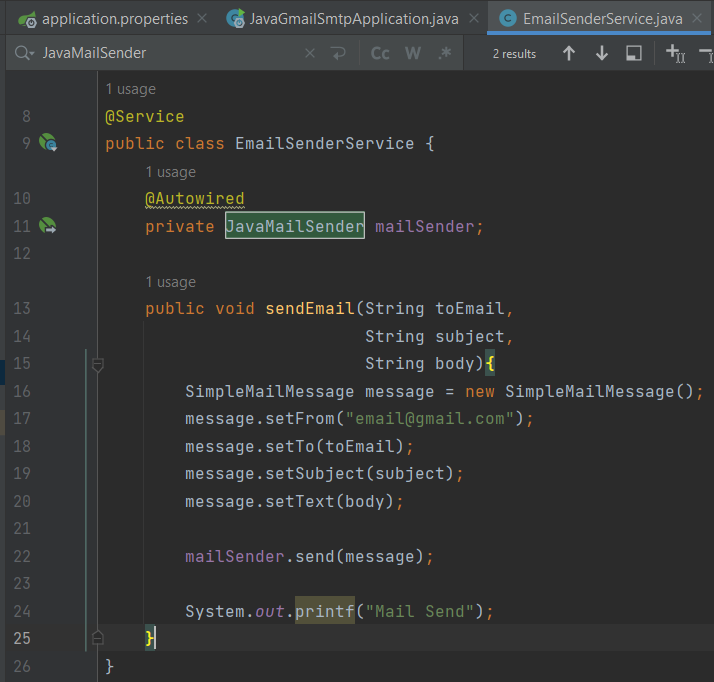 application.properties JavaGmailSmtpApplication.java EmailSenderService.java
JavaMailSender Cc W .* 2 results
1 usage
8 @Service
9 public class EmailSenderService {
1 usage
10 @Autowired
11 private JavaMailSender mailSender;
12
1 usage
13 public void sendEmail(String toEmail,
14 String subject,
15 String body){
16 SimpleMailMessage message = new SimpleMailMessage();
17 message.setFrom("email@gmail.com");
18 message.setTo(toEmail);
19 message.setSubject(subject);
20 message.setText(body);
21
22 mailSender.send(message);
23
24 System.out.printf("Mail Send");
25 }
26 }